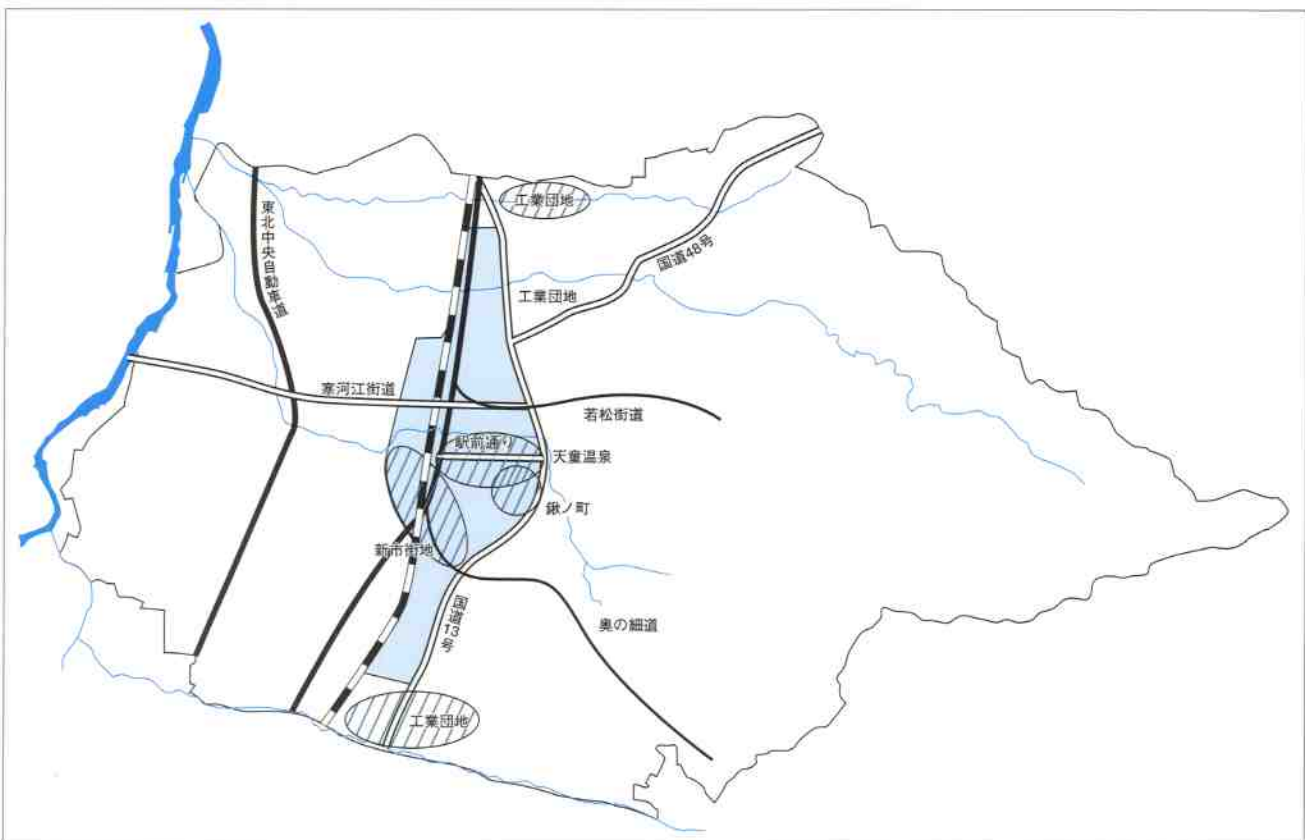 工業団地
東北中央自動車道
国道48号
工業団地
寒河江街道
若松街道
駅前通り
天童温泉
鍬ノ町
新市街地
国道13号
奥の細道
工業団地